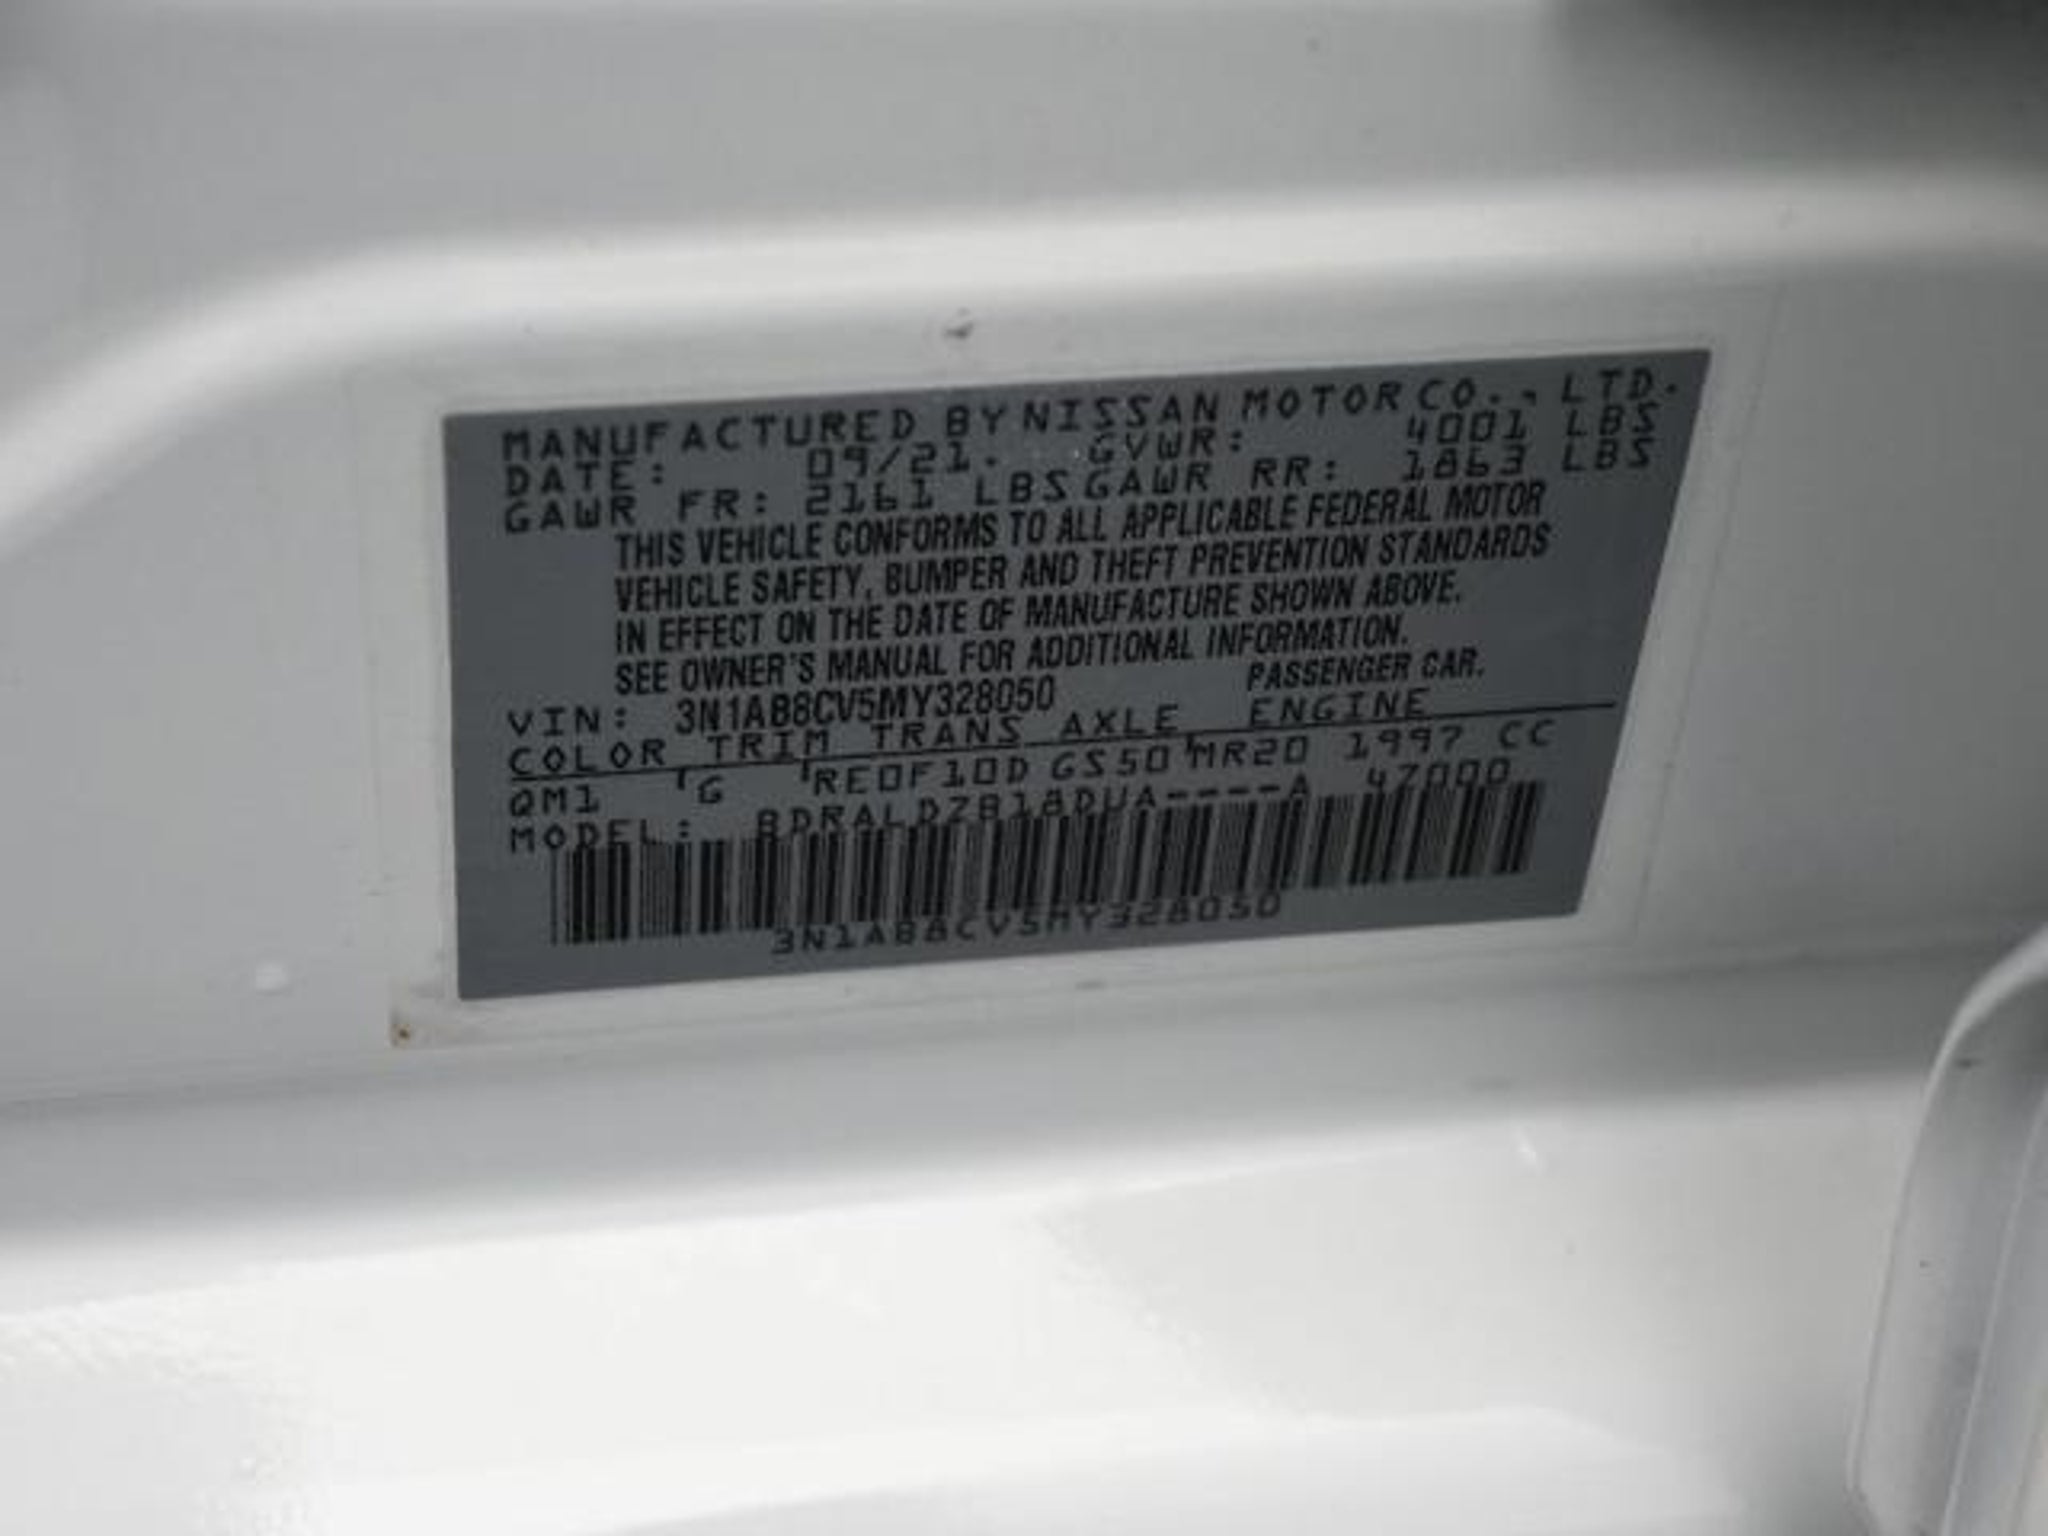 MANUFACTURED BY NISSAN MOTOR CO., LTD.
DATE: 09/21. GVWR: 4001 LBS
GAWR FR: 2161 LBS GAWR RR: 1863 LBS
THIS VEHICLE CONFORMS TO ALL APPLICABLE FEDERAL MOTOR
VEHICLE SAFETY, BUMPER AND THEFT PREVENTION STANDARDS
IN EFFECT ON THE DATE OF MANUFACTURE SHOWN ABOVE.
SEE OWNER'S MANUAL FOR ADDITIONAL INFORMATION.
VIN: 3N1AB8CV5MY328050 PASSENGER CAR.
COLOR TRIM TRANS AXLE ENGINE
QM1 G RE0F10D GS50 MR20 1997 CC
MODEL: BDRALDZB18DUA----A 47000
3N1AB8CV5MY328050